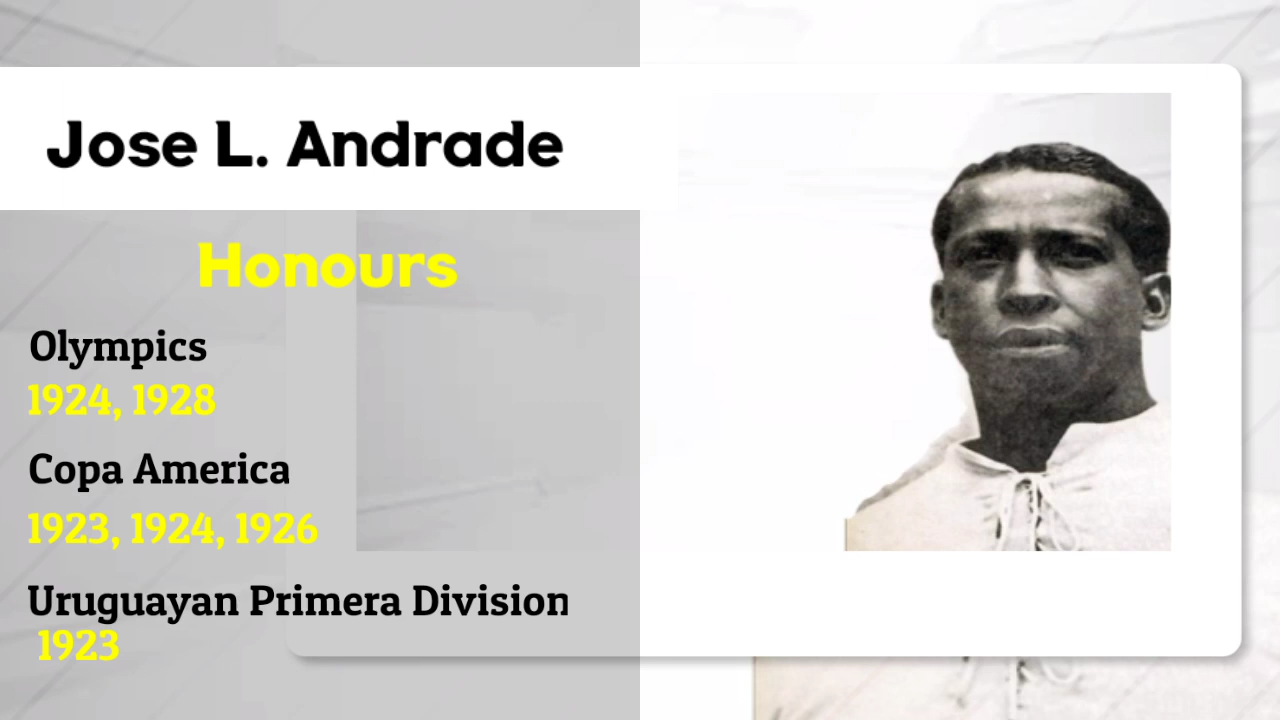 Jose L. Andrade
Honours
Olympics
1924, 1928
Copa America
1923, 1924, 1926
Uruguayan Primera Division
1923